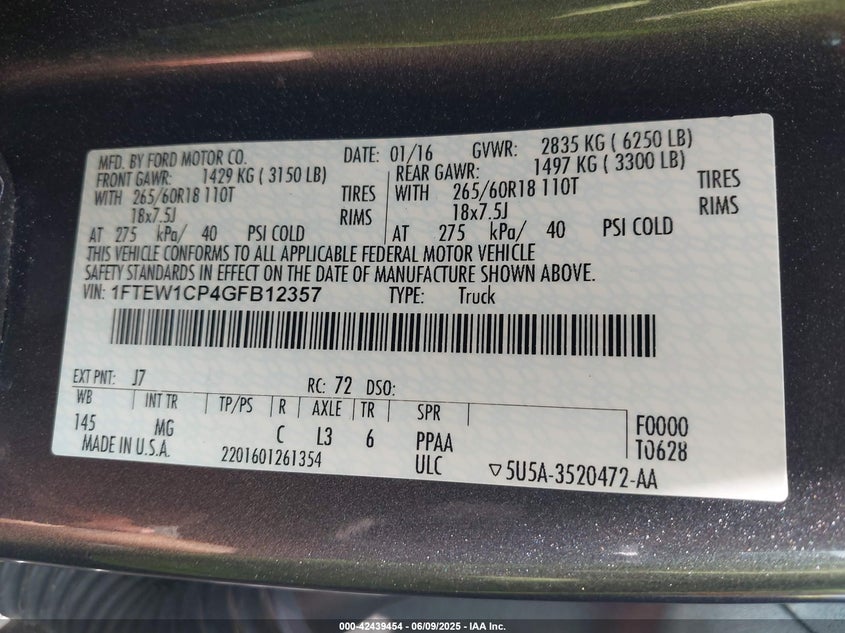 MFD. BY FORD MOTOR CO. DATE: 01/16 GVWR: 2835 KG ( 6250 LB)
FRONT GAWR: 1429 KG ( 3150 LB) REAR GAWR: 1497 KG ( 3300 LB)
WITH 265/60R18 110T TIRES WITH 265/60R18 110T TIRES
18x7.5J RIMS 18x7.5J RIMS
AT 275 kPa/ 40 PSI COLD AT 275 kPa/ 40 PSI COLD
THIS VEHICLE CONFORMS TO ALL APPLICABLE FEDERAL MOTOR VEHICLE
SAFETY STANDARDS IN EFFECT ON THE DATE OF MANUFACTURE SHOWN ABOVE.
VIN: 1FTEW1CP4GFB12357 TYPE: Truck
EXT PNT: J7 RC: 72 DSO:
WB INT TR TP/PS R AXLE TR SPR F0000
145 MG C L3 6 PPAA T0628
MADE IN U.S.A. 2201601261354 ULC ▽5U5A-3520472-AA
000-42439454 - 06/09/2025 - IAA Inc.